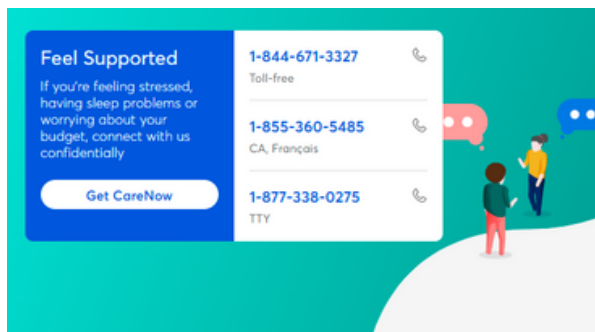 Feel Supported
If you're feeling stressed,
having sleep problems or
worrying about your
budget, connect with us
confidentially
Get CareNow
1-844-671-3327
Toll-free
1-855-360-5485
CA, Français
1-877-338-0275
TTY